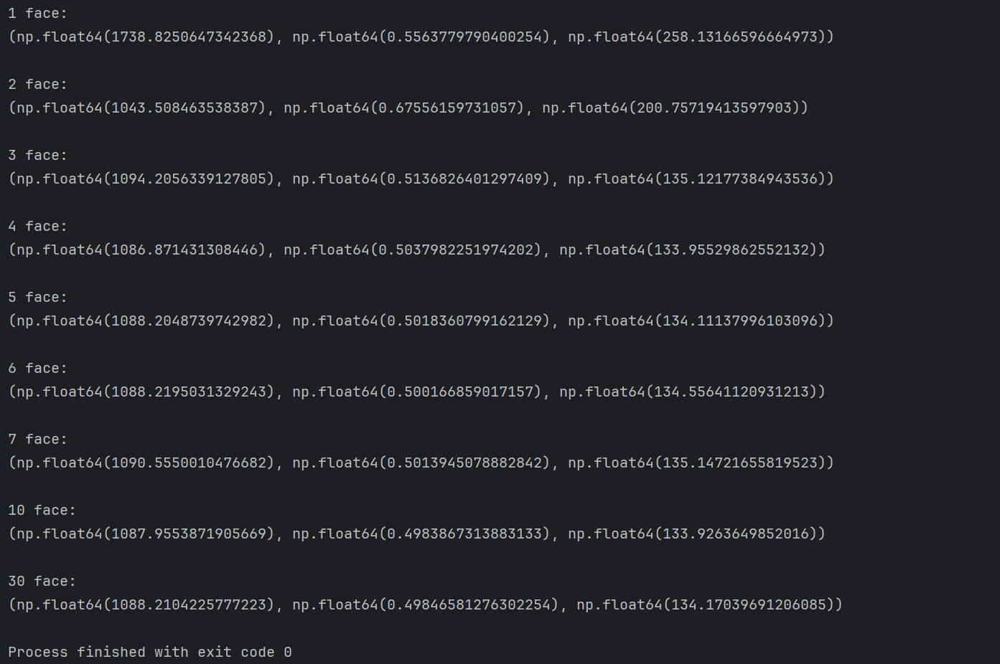 1 face:
(np.float64(1738.8250647342368), np.float64(0.5563779790400254), np.float64(258.13166596664973))
2 face:
(np.float64(1043.508463538387), np.float64(0.67556159731057), np.float64(200.75719413597903))
3 face:
(np.float64(1094.2056339127805), np.float64(0.5136826401297409), np.float64(135.12177384943536))
4 face:
(np.float64(1086.871431308446), np.float64(0.5037982251974202), np.float64(133.95529862552132))
5 face:
(np.float64(1088.2048739742982), np.float64(0.5018360799162129), np.float64(134.11137996103096))
6 face:
(np.float64(1088.2195031329243), np.float64(0.500166859017157), np.float64(134.55641120931213))
7 face:
(np.float64(1090.5550010476682), np.float64(0.5013945078882842), np.float64(135.14721655819523))
10 face:
(np.float64(1087.9553871905669), np.float64(0.4983867313883133), np.float64(133.9263649852016))
30 face:
(np.float64(1088.2104225777223), np.float64(0.49846581276302254), np.float64(134.17039691206085))
Process finished with exit code 0